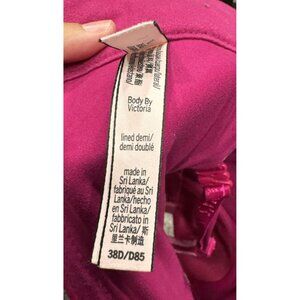 Body By
Victoria
lined demi/
demi doublé
made in
Sri Lanka/
fabriqué au Sri
Lanka/hecho
en Sri Lanka/
fabbricato in
Sri Lanka/ 斯
里兰卡制造
38D/D85